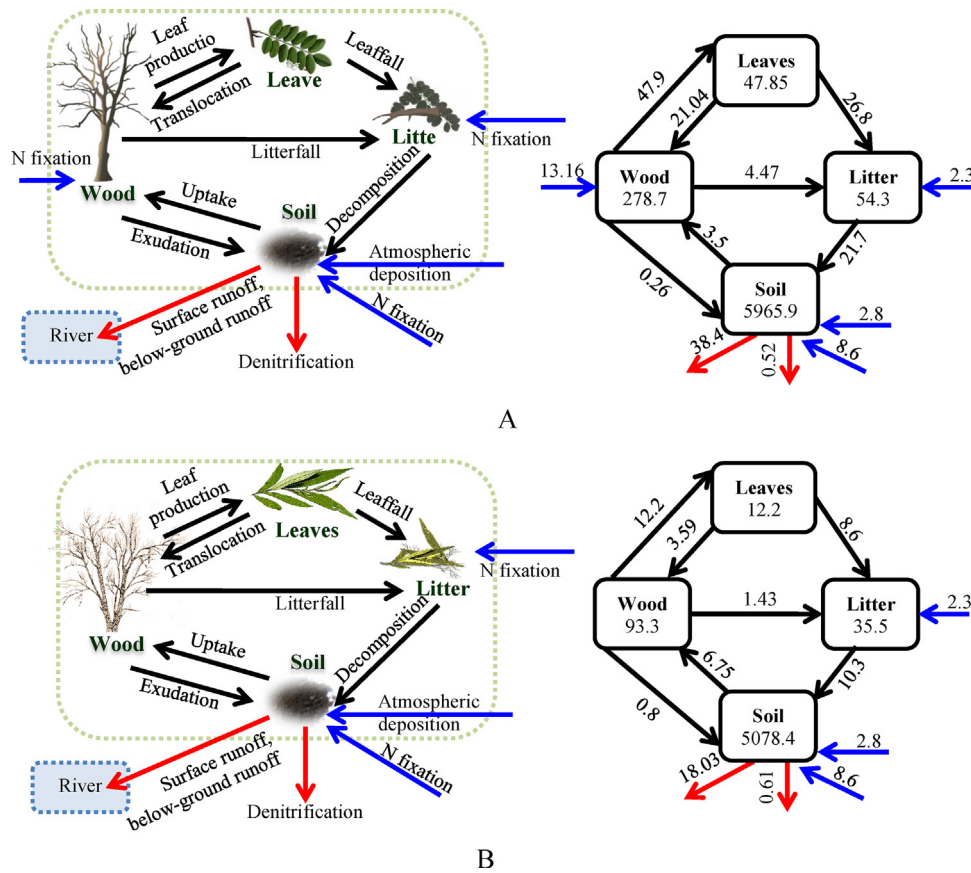 Leaf
productio
Leave
Leaffall
Translocation
N fixation
Litterfall
Litte
N fixation
Wood
Uptake
Soil
Decomposition
Exudation
Atmospheric
deposition
River
Surface runoff,
below-ground runoff
N fixation
Denitrification
Leaves
47.85
47.9
21.04
26.8
13.16
Wood
278.7
4.47
Litter
54.3
2.3
3.5
21.7
0.26
Soil
5965.9
2.8
38.4
0.52
8.6
A
Leaf
production
Leaves
Leaffall
Translocation
N fixation
Litterfall
Litter
Wood
Uptake
Soil
Decomposition
Exudation
Atmospheric
deposition
River
Surface runoff,
below-ground runoff
N fixation
Denitrification
Leaves
12.2
12.2
3.59
8.6
Wood
93.3
1.43
Litter
35.5
2.3
6.75
10.3
0.8
Soil
5078.4
2.8
18.03
0.61
8.6
B